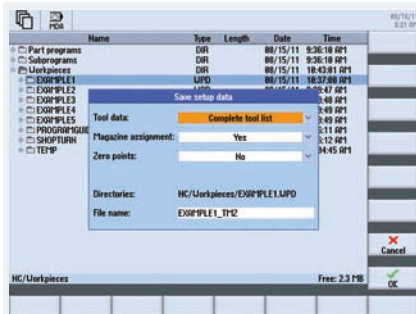 MDA
Name Type Length Date Time
Part programs DIR 08/15/11 9:36:10 AM
Subprograms DIR 08/15/11 9:36:10 AM
Workpieces DIR 08/15/11 10:43:01 AM
EXAMPLE1 WPD 08/15/11 10:37:00 AM
EXAMPLE2
EXAMPLE3
EXAMPLE4
EXAMPLE5
SHOPTURN
TEMP
Save setup data
Tool data: Complete tool list
Magazine assignment: Yes
Zero points: No
Directories: NC/Workpieces/EXAMPLE1.WPD
File name: EXAMPLE1_TM2
Cancel
NC/Workpieces Free: 2.3 MB
OK